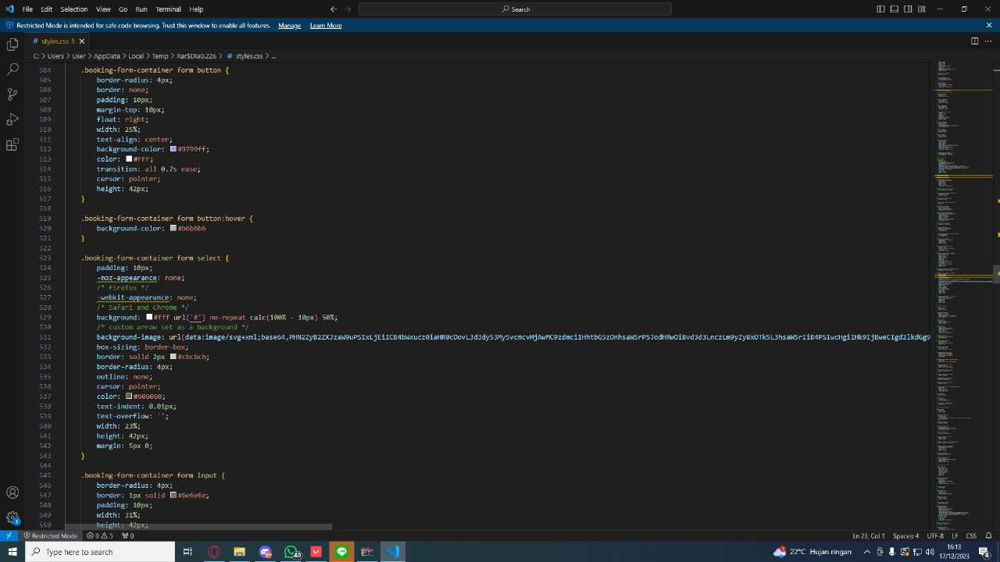 File Edit Selection View Go Run Terminal Help
Search
Restricted Mode is intended for safe code browsing. Trust this window to enable all features. Manage Learn More
# styles.css 5
C: > Users > User > AppData > Local > Temp > Rar$DIa0.226 > # styles.css > ...
504 .booking-form-container form button {
505 border-radius: 4px;
506 border: none;
507 padding: 10px;
508 margin-top: 10px;
509 float: right;
510 width: 25%;
511 text-align: center;
512 background-color: #9799ff;
513 color: #FFF;
514 transition: all 0.7s ease;
515 cursor: pointer;
516 height: 42px;
517 }
518
519 .booking-form-container form button:hover {
520 background-color: #b6b6b6
521 }
522
523 .booking-form-container form select {
524 padding: 10px;
525 -moz-appearance: none;
526 /* Firefox */
527 -webkit-appearance: none;
528 /* Safari and Chrome */
529 background: #fff url('#') no-repeat calc(100% - 10px) 50%;
530 /* custom arrow set as a background */
531 background-image: url(data:image/svg+xml;base64,
532 box-sizing: border-box;
533 border: solid 2px #cbcbcb;
534 border-radius: 4px;
535 outline: none;
536 cursor: pointer;
537 color: #606060;
538 text-indent: 0.01px;
539 text-overflow: '';
540 width: 23%;
541 height: 42px;
542 margin: 5px 0;
543 }
544
545 .booking-form-container form input {
546 border-radius: 4px;
547 border: 1px solid #6e6e6e;
548 padding: 10px;
549 width: 31%;
550 height: 42px;
Restricted Mode 0 5 0 Ln 23, Col 1 Spaces: 4 UTF-8 LF CSS
Type here to search
40
22°C Hujan ringan
16:13
17/12/2023
4